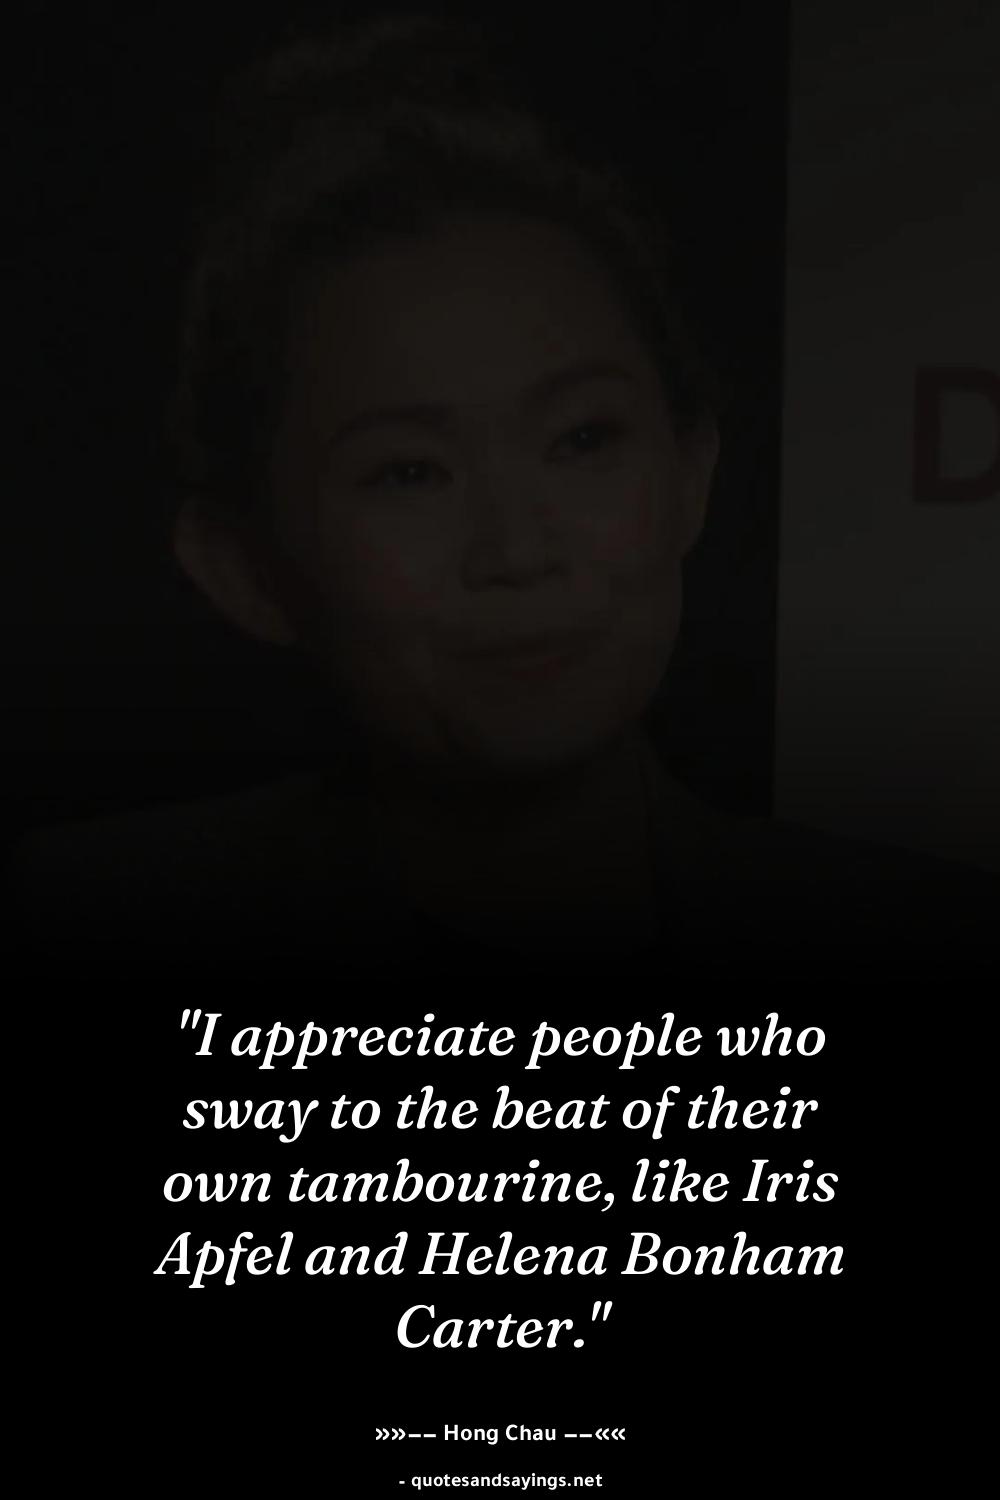 D
"I appreciate people who
sway to the beat of their
own tambourine, like Iris
Apfel and Helena Bonham
Carter."
»»−− Hong Chau −−««
- quotesandsayings.net